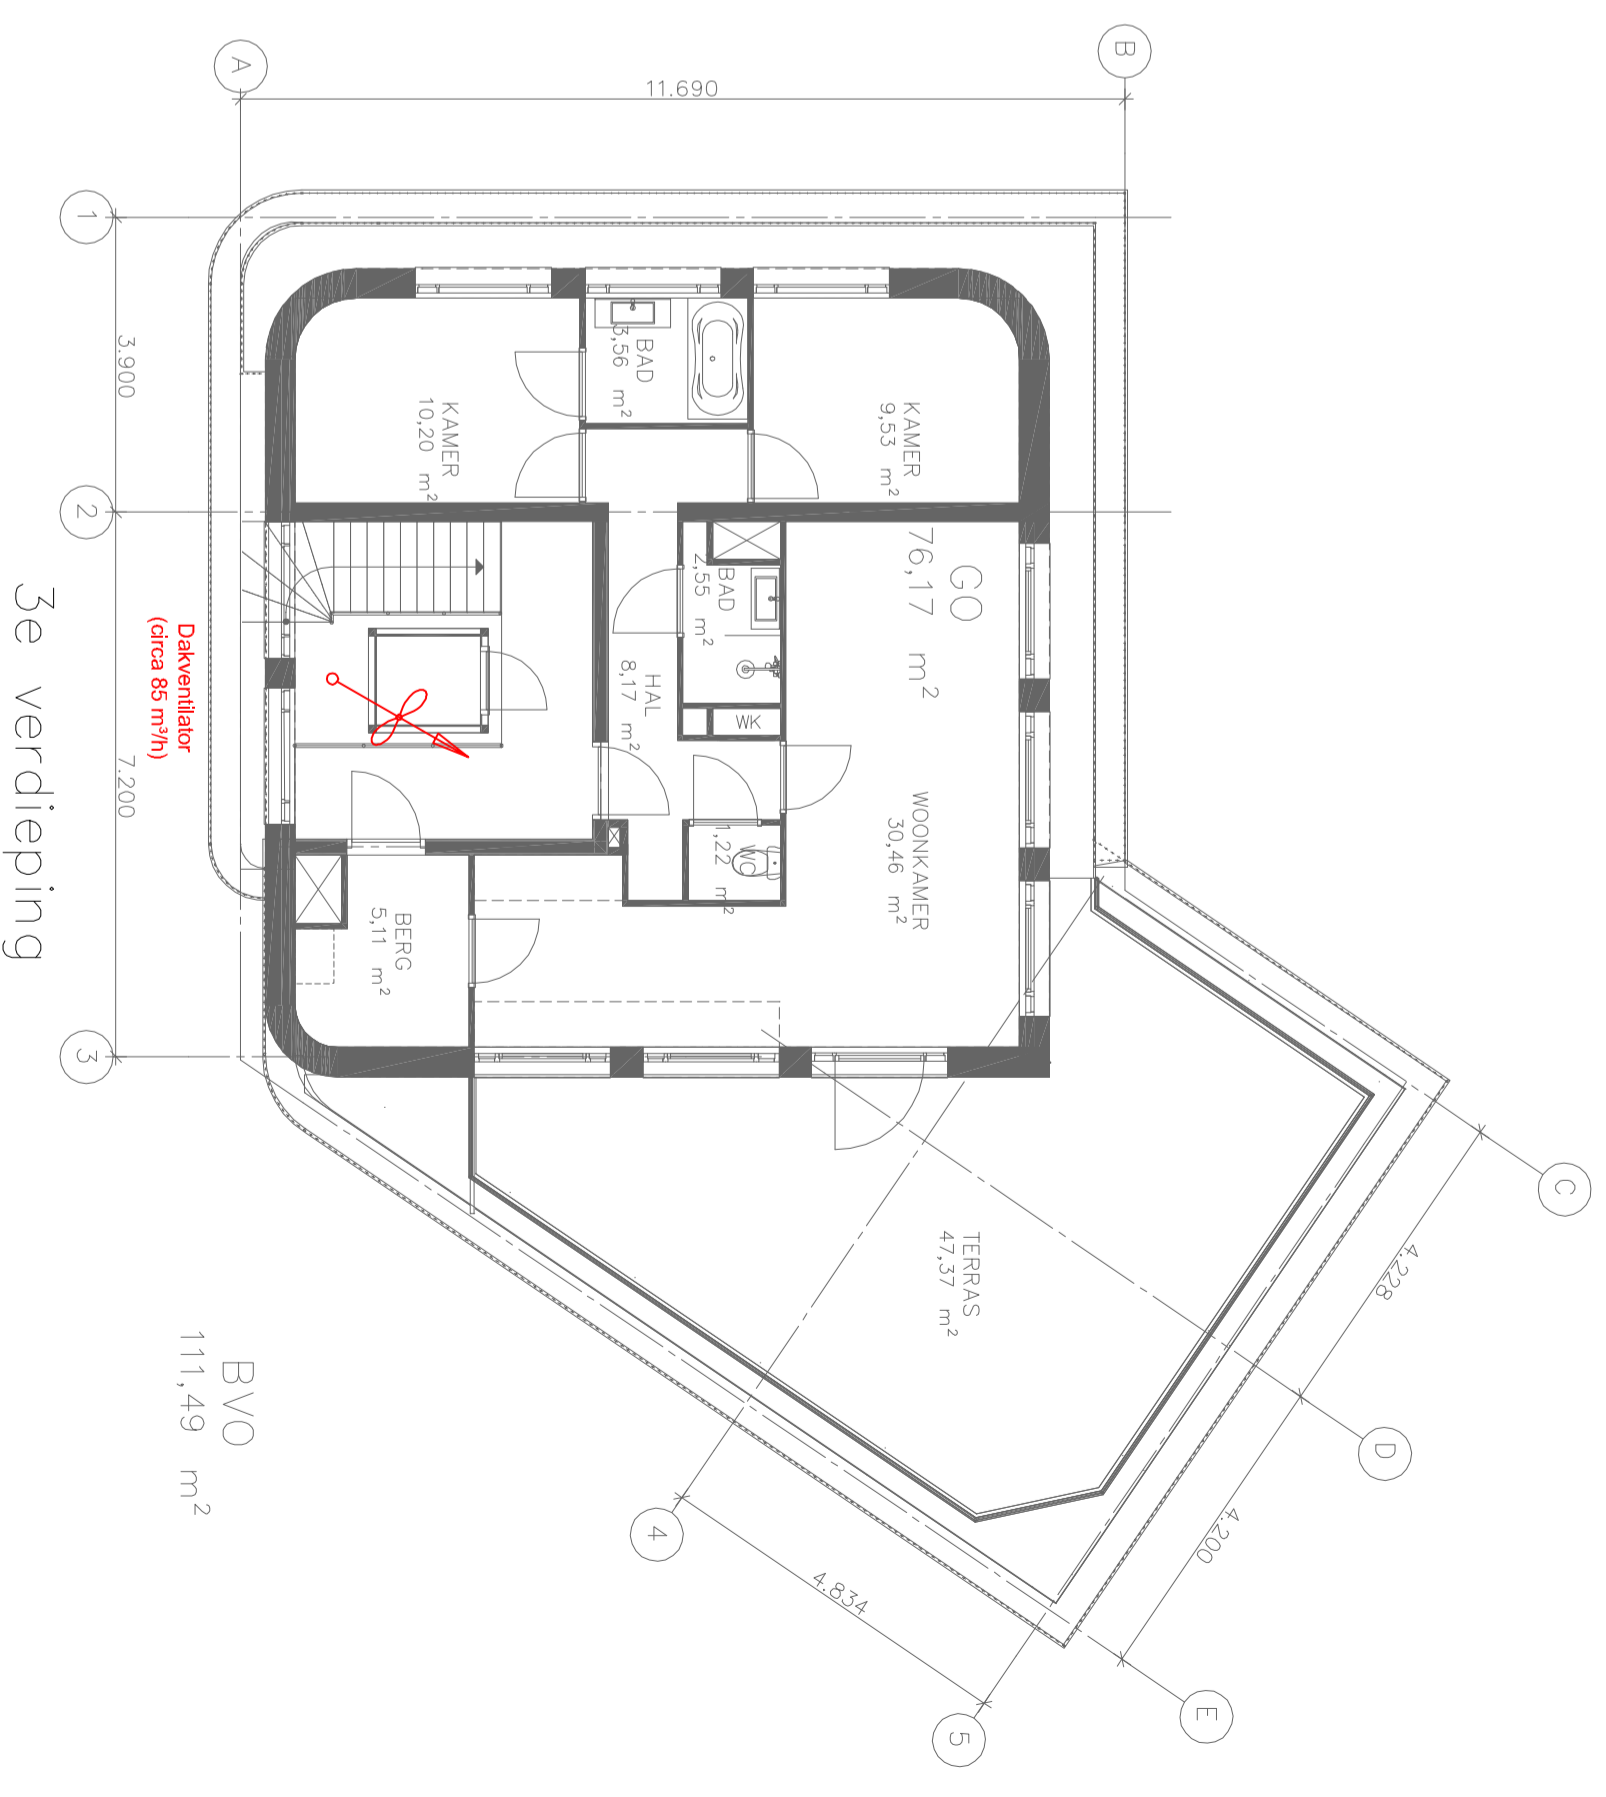 3e verdieping
A
B
11.690
1
2
3
3.900
7.200
KAMER
10,20 m²
BAD
3,56 m²
KAMER
9,53 m²
GO
76,17 m²
BAD
2,55 m²
HAL
8,17 m²
WK
WC
1,22 m²
WOONKAMER
30,46 m²
BERG
5,11 m²
Dakventilator
(circa 85 m³/h)
TERRAS
47,37 m²
BVO
111,49 m²
C
D
E
4.228
4.200
4
5
4.834